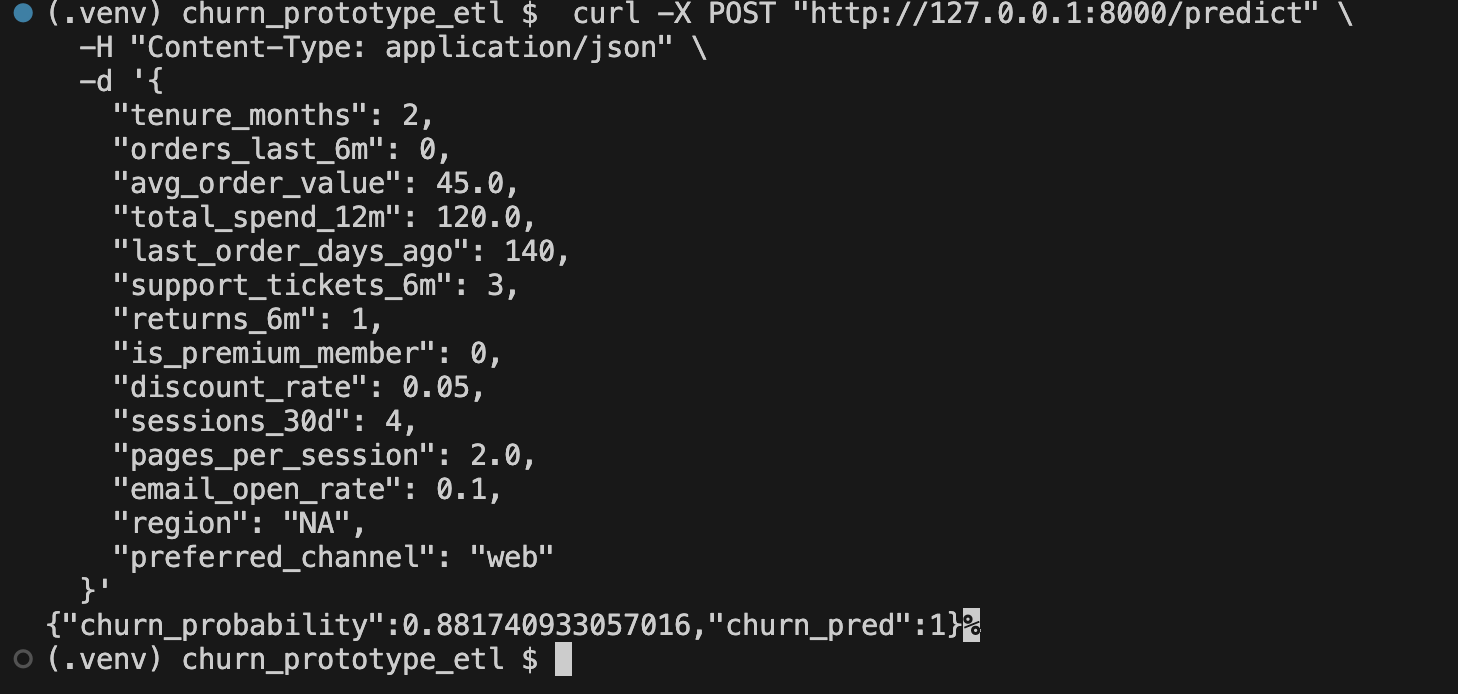 (.venv) churn_prototype_etl $  curl -X POST "http://127.0.0.1:8000/predict" \
  -H "Content-Type: application/json" \
  -d '{
    "tenure_months": 2,
    "orders_last_6m": 0,
    "avg_order_value": 45.0,
    "total_spend_12m": 120.0,
    "last_order_days_ago": 140,
    "support_tickets_6m": 3,
    "returns_6m": 1,
    "is_premium_member": 0,
    "discount_rate": 0.05,
    "sessions_30d": 4,
    "pages_per_session": 2.0,
    "email_open_rate": 0.1,
    "region": "NA",
    "preferred_channel": "web"
  }'
{"churn_probability":0.881740933057016,"churn_pred":1}%
(.venv) churn_prototype_etl $